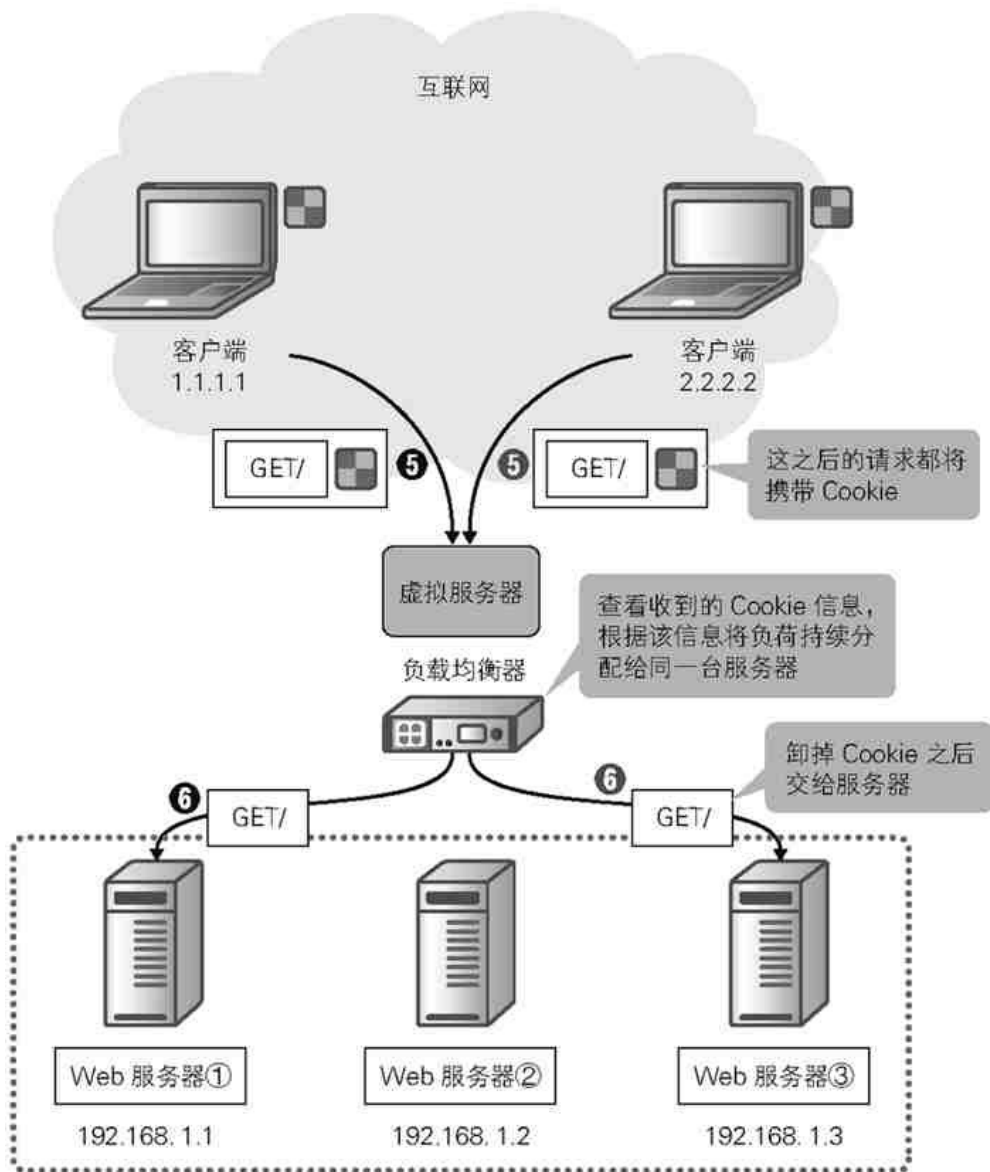 互联网
客户端
1.1.1.1
客户端
2.2.2.2
GET/
5
5
GET/
这之后的请求都将
携带 Cookie
虚拟服务器
负载均衡器
查看收到的 Cookie 信息，
根据该信息将负荷持续分
配给同一台服务器
6
GET/
6
GET/
卸掉 Cookie 之后
交给服务器
Web 服务器①
Web 服务器②
Web 服务器③
192.168.1.1
192.168.1.2
192.168.1.3